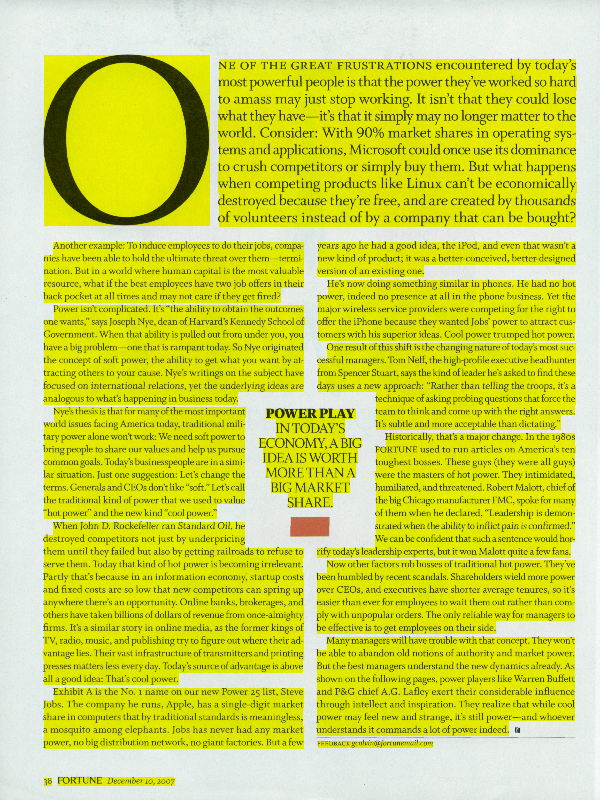 ONE OF THE GREAT FRUSTRATIONS encountered by today's
most powerful people is that the power they've worked so hard
to amass may just stop working. It isn't that they could lose
what they have—it's that it simply may no longer matter to the
world. Consider: With 90% market shares in operating sys-
tems and applications, Microsoft could once use its dominance
to crush competitors or simply buy them. But what happens
when competing products like Linux can't be economically
destroyed because they're free, and are created by thousands
of volunteers instead of by a company that can be bought?
Another example: To induce employees to do their jobs, compa-
nies have been able to hold the ultimate threat over them—termi-
nation. But in a world where human capital is the most valuable
resource, what if the best employees have two job offers in their
back pocket at all times and may not care if they get fired?
Power isn't complicated. It's "the ability to obtain the outcomes
one wants," says Joseph Nye, dean of Harvard's Kennedy School of
Government. When that ability is pulled out from under you, you
have a big problem—one that is rampant today. So Nye originated
the concept of soft power, the ability to get what you want by at-
tracting others to your cause. Nye's writings on the subject have
focused on international relations, yet the underlying ideas are
analogous to what's happening in business today.
Nye's thesis is that for many of the most important
world issues facing America today, traditional mili-
tary power alone won't work: We need soft power to
bring people to share our values and help us pursue
common goals. Today's businesspeople are in a simi-
lar situation. Just one suggestion: Let's change the
terms. Generals and CEOs don't like "soft." Let's call
the traditional kind of power that we used to value
"hot power" and the new kind "cool power."
When John D. Rockefeller ran Standard Oil, he
destroyed competitors not just by underpricing
them until they failed but also by getting railroads to refuse to
serve them. Today that kind of hot power is becoming irrelevant.
Partly that's because in an information economy, startup costs
and fixed costs are so low that new competitors can spring up
anywhere there's an opportunity. Online banks, brokerages, and
others have taken billions of dollars of revenue from once-almighty
firms. It's a similar story in online media, as the former kings of
TV, radio, music, and publishing try to figure out where their ad-
vantage lies. Their vast infrastructure of transmitters and printing
presses matters less every day. Today's source of advantage is above
all a good idea: That's cool power.
Exhibit A is the No. 1 name on our new Power 25 list, Steve
Jobs. The company he runs, Apple, has a single-digit market
share in computers that by traditional standards is meaningless,
a mosquito among elephants. Jobs has never had any market
power, no big distribution network, no giant factories. But a few
POWER PLAY
IN TODAY'S
ECONOMY, A BIG
IDEA IS WORTH
MORE THAN A
BIG MARKET
SHARE.
years ago he had a good idea, the iPod, and even that wasn't a
new kind of product; it was a better-conceived, better-designed
version of an existing one.
He's now doing something similar in phones. He had no hot
power, indeed no presence at all in the phone business. Yet the
major wireless service providers were competing for the right to
offer the iPhone because they wanted Jobs' power to attract cus-
tomers with his superior ideas. Cool power trumped hot power.
One result of this shift is the changing nature of today's most suc-
cessful managers. Tom Neff, the high-profile executive headhunter
from Spencer Stuart, says the kind of leader he's asked to find these
days uses a new approach: "Rather than telling the troops, it's a
technique of asking probing questions that force the
team to think and come up with the right answers.
It's subtle and more acceptable than dictating."
Historically, that's a major change. In the 1980s
FORTUNE used to run articles on America's ten
toughest bosses. These guys (they were all guys)
were the masters of hot power. They intimidated,
humiliated, and threatened. Robert Malott, chief of
the big Chicago manufacturer FMC, spoke for many
of them when he declared, "Leadership is demon-
strated when the ability to inflict pain is confirmed."
We can be confident that such a sentence would hor-
rify today's leadership experts, but it won Malott quite a few fans.
Now other factors rob bosses of traditional hot power. They've
been humbled by recent scandals. Shareholders wield more power
over CEOs, and executives have shorter average tenures, so it's
easier than ever for employees to wait them out rather than com-
ply with unpopular orders. The only reliable way for managers to
be effective is to get employees on their side.
Many managers will have trouble with that concept. They won't
be able to abandon old notions of authority and market power.
But the best managers understand the new dynamics already. As
shown on the following pages, power players like Warren Buffett
and P&G chief A.G. Lafley exert their considerable influence
through intellect and inspiration. They realize that while cool
power may feel new and strange, it's still power—and whoever
understands it commands a lot of power indeed.
FEEDBACK gcolvin@fortunemail.com
38 FORTUNE December 10, 2007